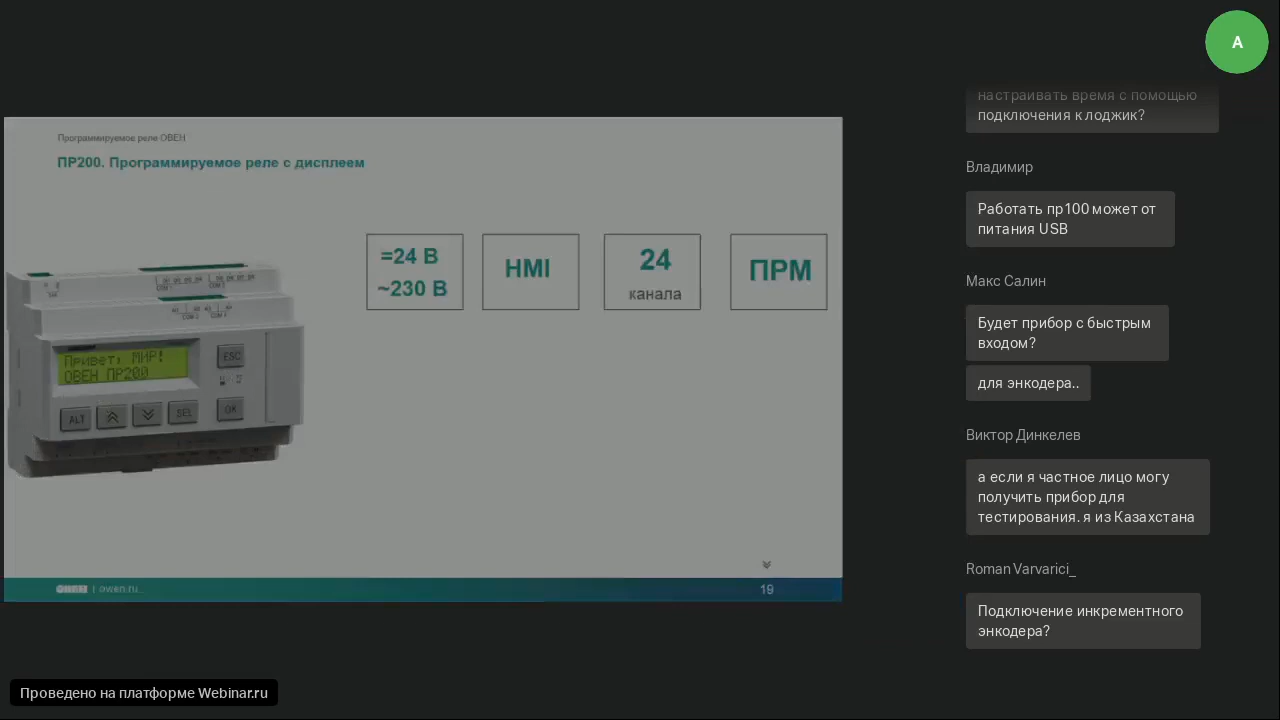 А
Программируемое реле ОВЕН
ПР200. Программируемое реле с дисплеем
=24 В
~230 В
HMI
24
канала
ПРМ
Привет, МИР!
ОВЕН ПР200
ESC
ALT
SEL
OK
owen.ru
19
настраивать время с помощью
подключения к лоджик?
Владимир
Работать пр100 может от
питания USB
Макс Салин
Будет прибор с быстрым
входом?
для энкодера..
Виктор Динкелев
а если я частное лицо могу
получить прибор для
тестирования. я из Казахстана
Roman Varvarici_
Подключение инкрементного
энкодера?
Проведено на платформе Webinar.ru